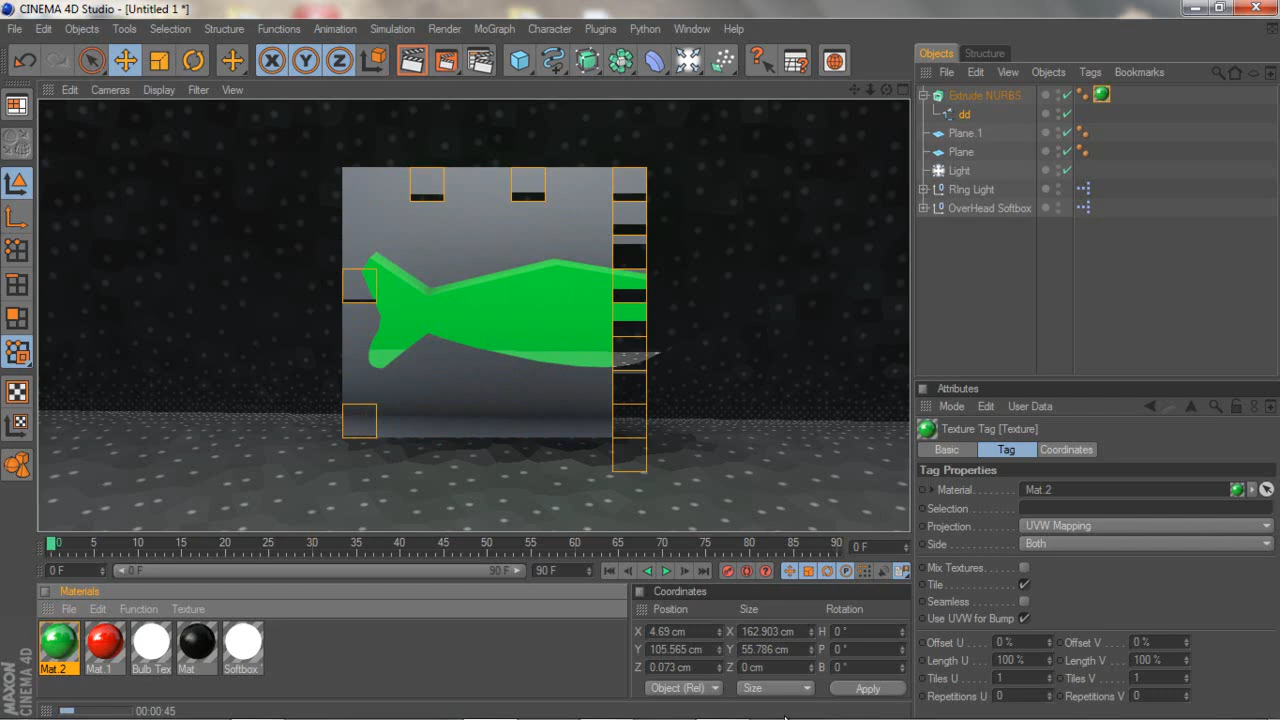 CINEMA 4D Studio - [Untitled 1 *]
File Edit Objects Tools Selection Structure Functions Animation Simulation Render MoGraph Character Plugins Python Window Help
Objects Structure
File Edit View Objects Tags Bookmarks
Edit Cameras Display Filter View
Extrude NURBS
dd
Plane.1
Plane
Light
RIng Light
OverHead Softbox
Attributes
Mode Edit User Data
Texture Tag [Texture]
Basic Tag Coordinates
Tag Properties
Material Mat.2
Selection
Projection UVW Mapping
Side Both
Mix Textures
Tile
Seamless
Use UVW for Bump
Offset U 0 % Offset V 0 %
Length U 100 % Length V 100 %
Tiles U 1 Tiles V 1
Repetitions U 0 Repetitions V 0
0 5 10 15 20 25 30 35 40 45 50 55 60 65 70 75 80 85 90 0 F
0 F 0 F 90 F 90 F
Materials
File Edit Function Texture
Mat.2 Mat.1 Bulb Tex Mat Softbox
Coordinates
Position Size Rotation
X 4.69 cm X 162.903 cm H 0 °
Y 105.565 cm Y 55.786 cm P 0 °
Z 0.073 cm Z 0 cm B 0 °
Object (Rel) Size Apply
00:00:45
MAXON
CINEMA 4D